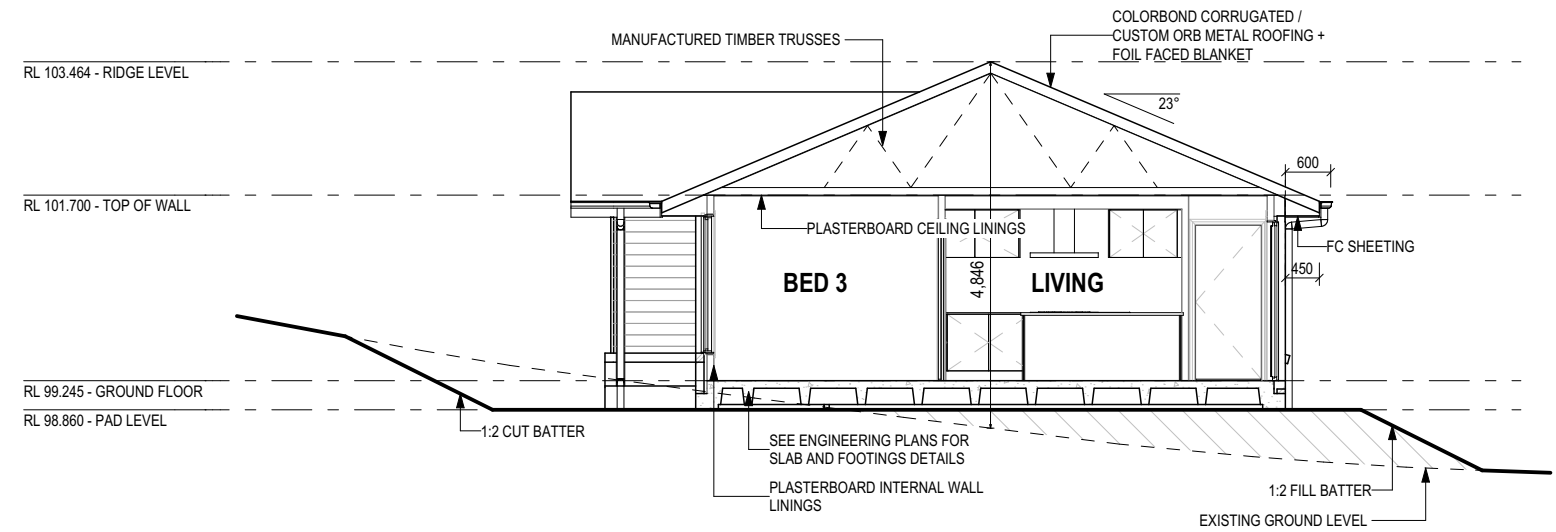 COLORBOND CORRUGATED /
CUSTOM ORB METAL ROOFING +
FOIL FACED BLANKET
MANUFACTURED TIMBER TRUSSES
RL 103.464 - RIDGE LEVEL
23°
600
RL 101.700 - TOP OF WALL
PLASTERBOARD CEILING LININGS
FC SHEETING
450
BED 3
4,846
LIVING
RL 99.245 - GROUND FLOOR
RL 98.860 - PAD LEVEL
1:2 CUT BATTER
SEE ENGINEERING PLANS FOR
SLAB AND FOOTINGS DETAILS
PLASTERBOARD INTERNAL WALL
LININGS
1:2 FILL BATTER
EXISTING GROUND LEVEL